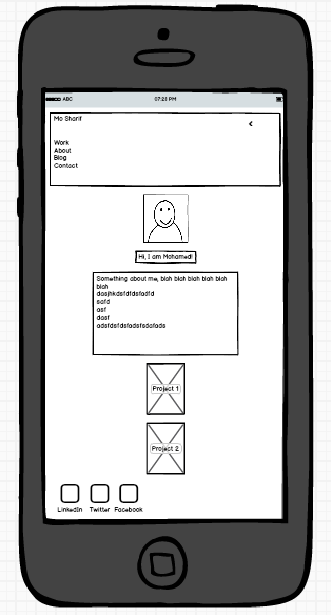 ABC 07:28 PM
Mo Sharif
Work
About
Blog
Contact
Hi, I am Mohamed!
Something about me, blah blah blah blah blah
blah
dasjhkdsfdfdsfadfd
safd
asf
dasf
adsfdsfdsfadsfsdafads
Project 1
Project 2
LinkedIn Twitter Facebook